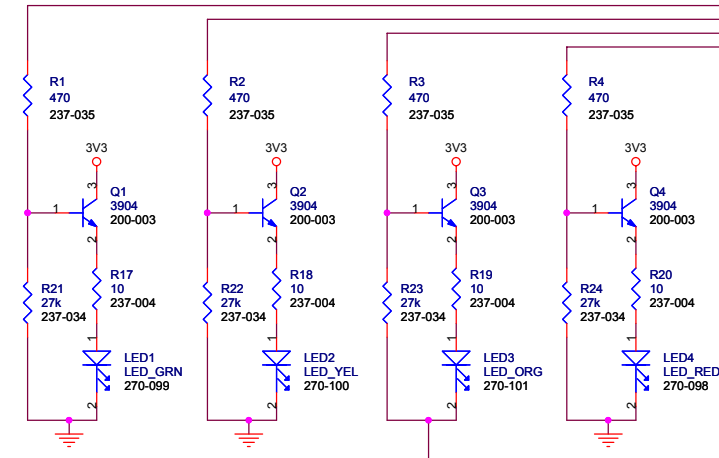 R1
470
237-035
R2
470
237-035
R3
470
237-035
R4
470
237-035
3V3
3V3
3V3
3V3
3
Q1
3904
200-003
1
2
3
Q2
3904
200-003
1
2
3
Q3
3904
200-003
1
2
3
Q4
3904
200-003
1
2
R21
27k
237-034
R17
10
237-004
R22
27k
237-034
R18
10
237-004
R23
27k
237-034
R19
10
237-004
R24
27k
237-034
R20
10
237-004
1
LED1
LED_GRN
270-099
2
1
LED2
LED_YEL
270-100
2
1
LED3
LED_ORG
270-101
2
1
LED4
LED_RED
270-098
2